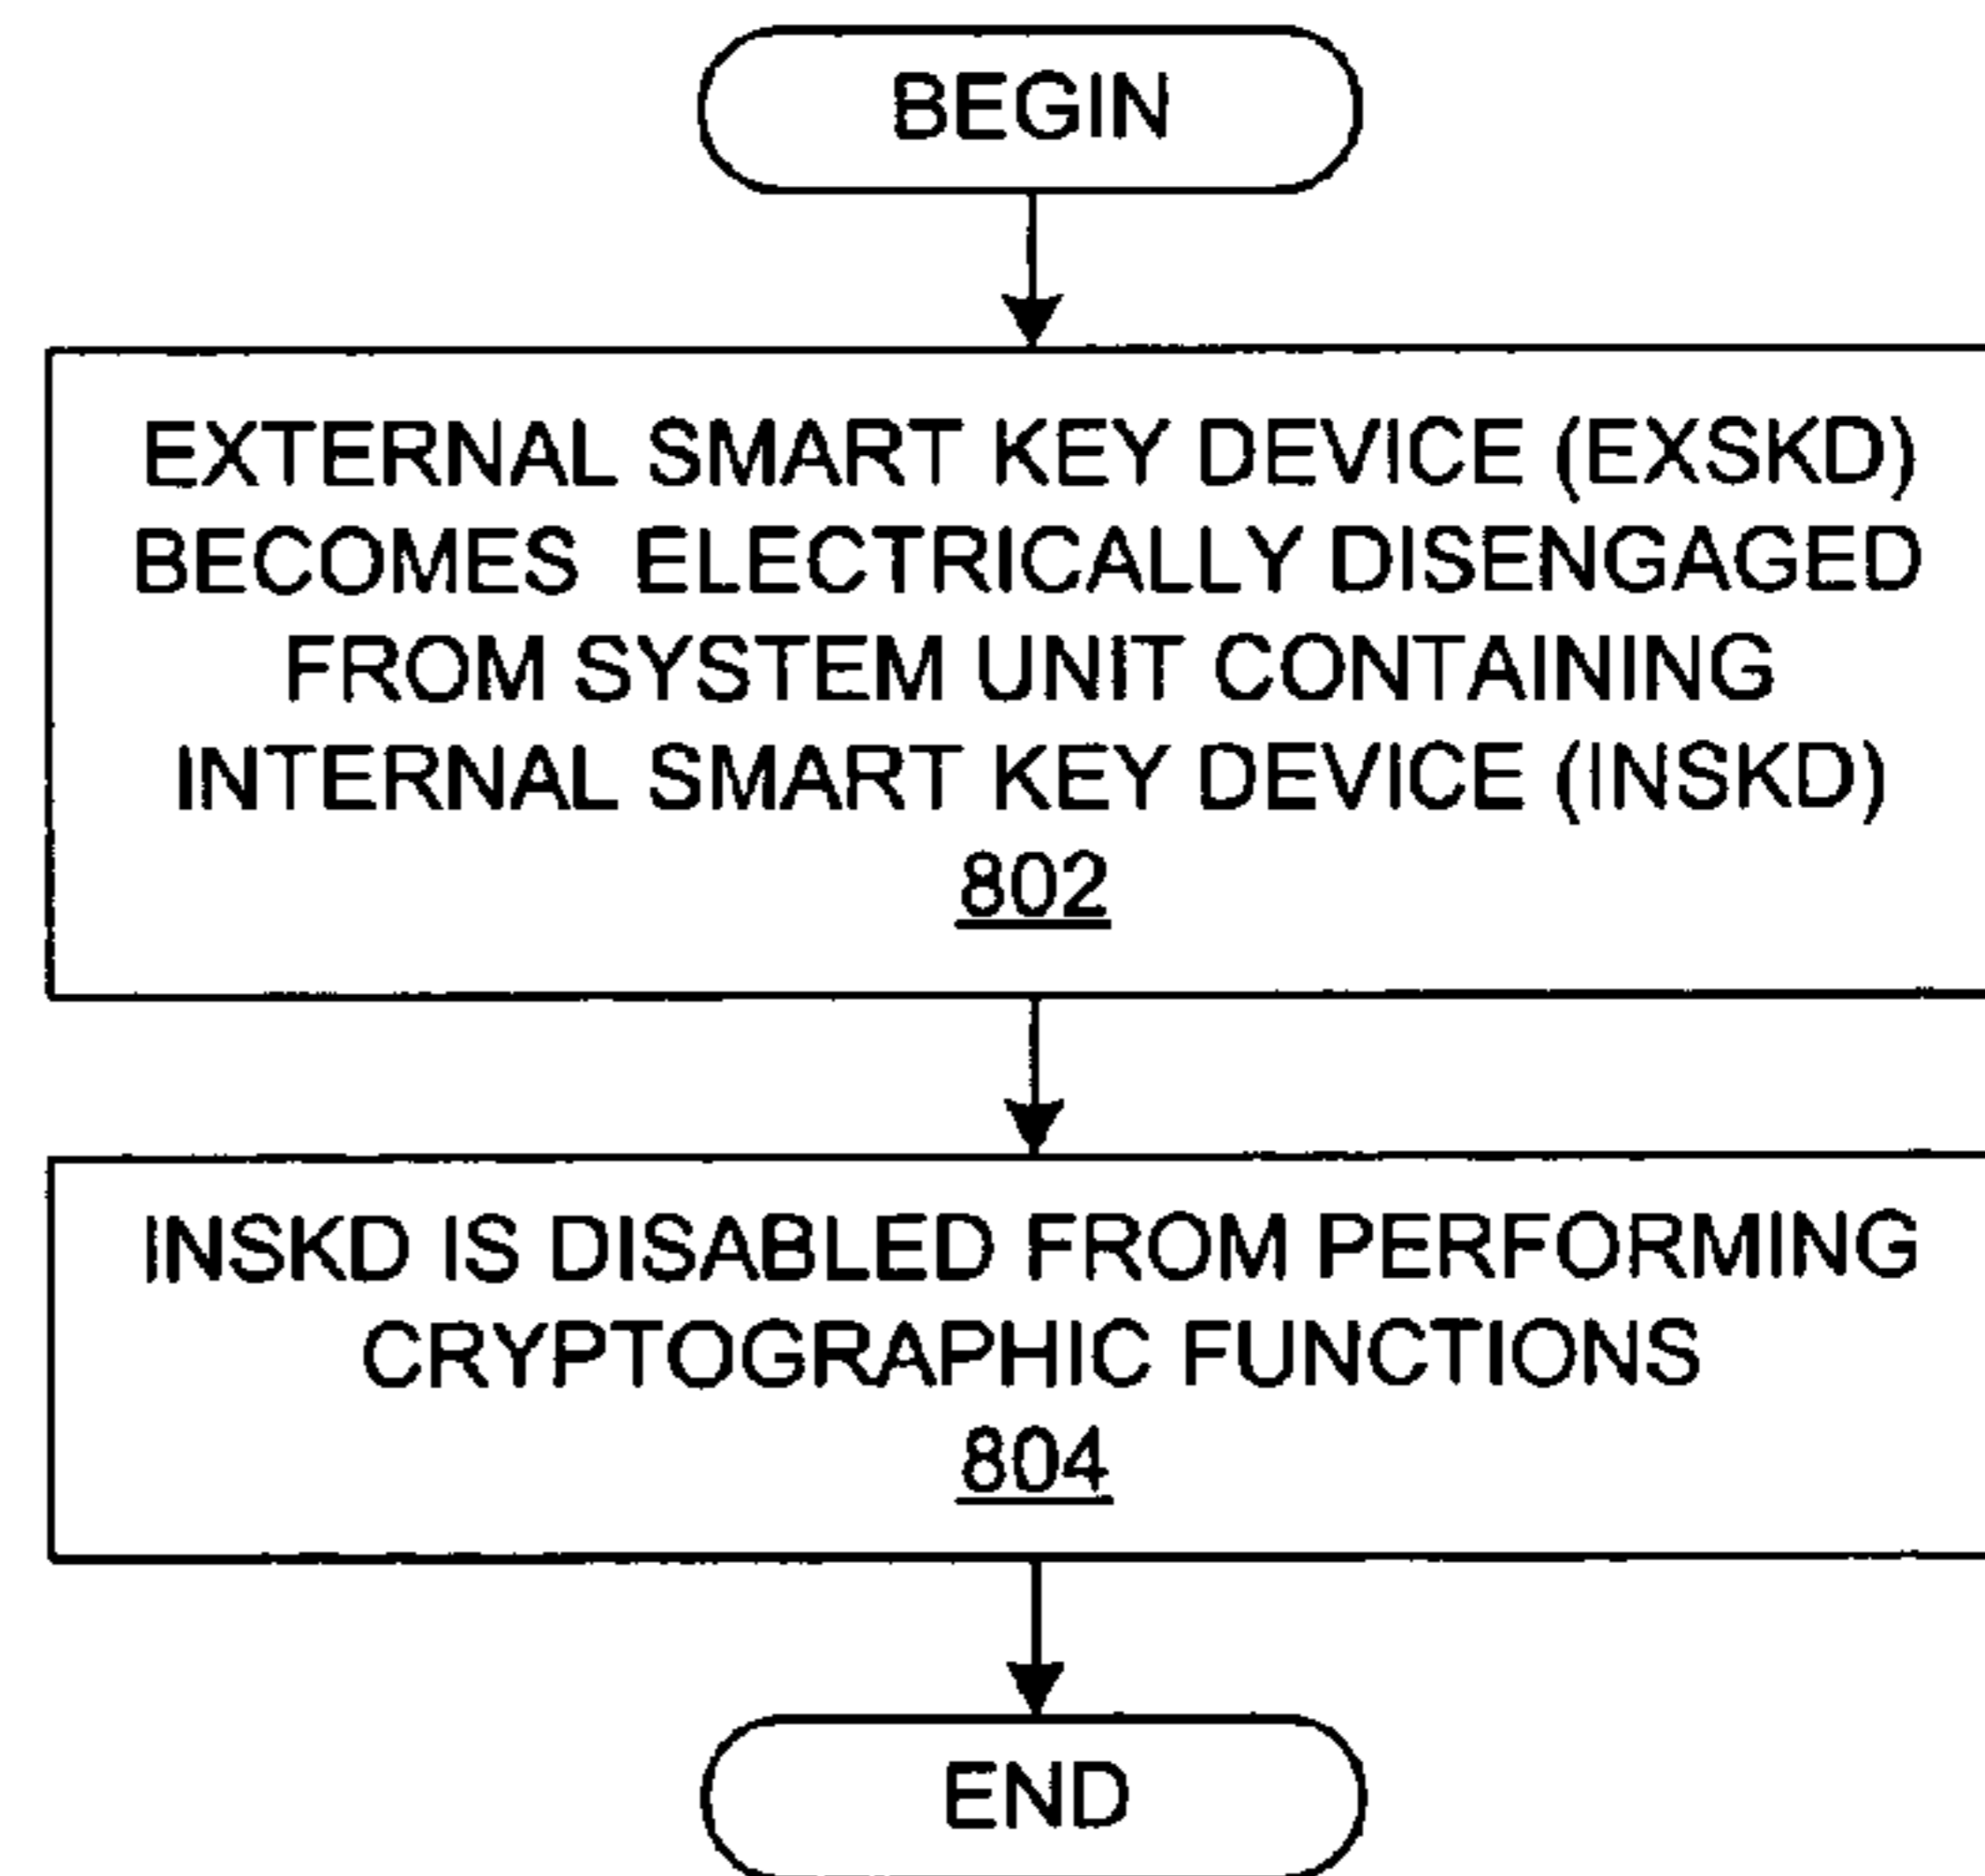 BEGIN
EXTERNAL SMART KEY DEVICE (EXSKD)
BECOMES ELECTRICALLY DISENGAGED
FROM SYSTEM UNIT CONTAINING
INTERNAL SMART KEY DEVICE (INSKD)
802
INSKD IS DISABLED FROM PERFORMING
CRYPTOGRAPHIC FUNCTIONS
804
END